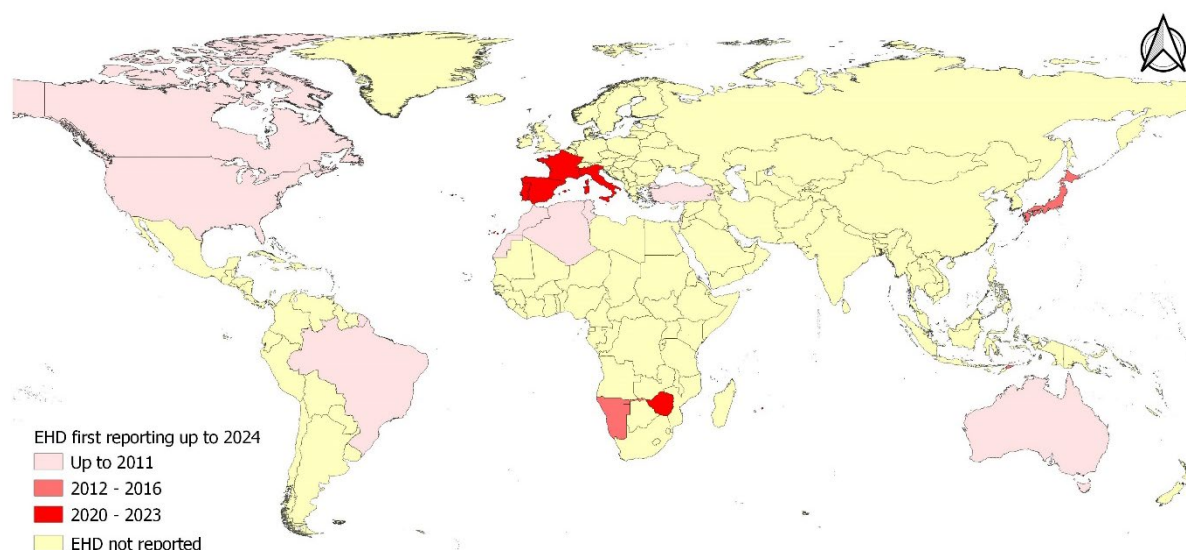 EHD first reporting up to 2024
Up to 2011
2012 - 2016
2020 - 2023
EHD not reported